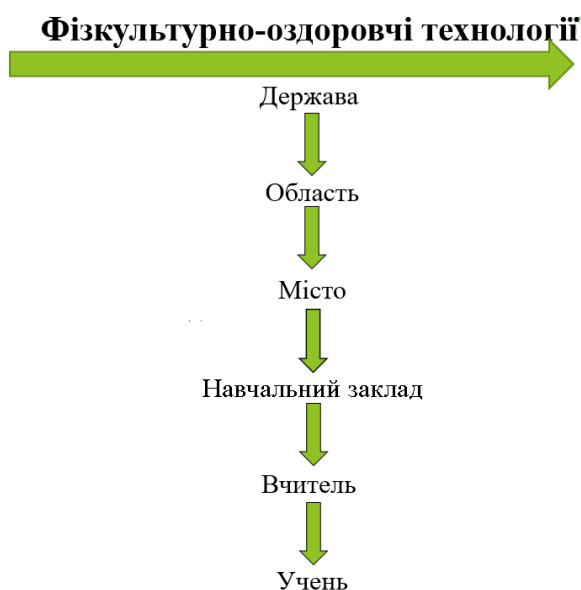 Фізкультурно-оздоровчі технології
Держава
Область
Місто
Навчальний заклад
Вчитель
Учень